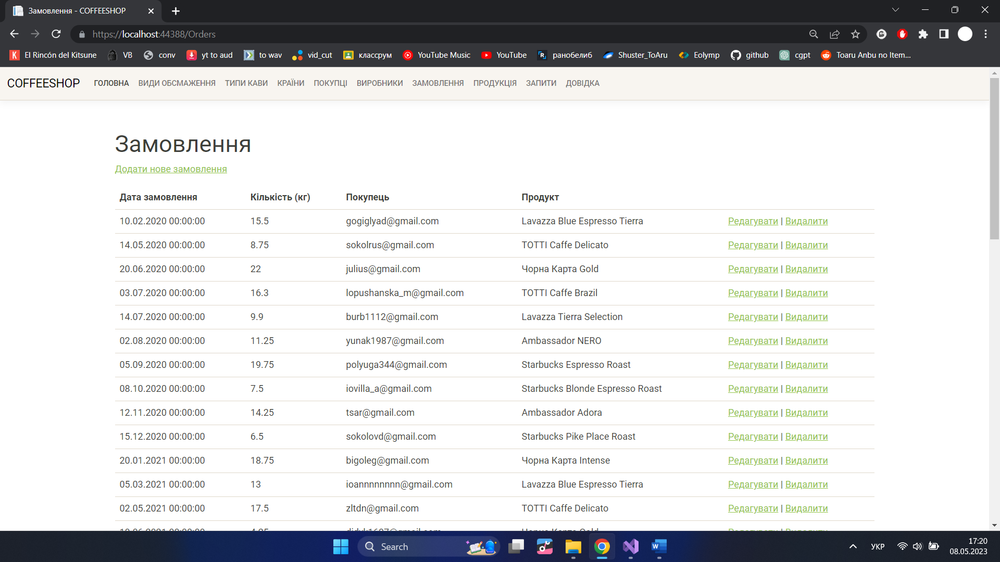 Замовлення - COFFEESHOP
https://localhost:44388/Orders
El Rincón del Kitsune VB conv yt to aud to wav vid_cut классрум YouTube Music YouTube ранобелиб Shuster_ToAru Eolymp github cgpt Toaru Anbu no Item...
COFFEESHOP ГОЛОВНА ВИДИ ОБСМАЖЕННЯ ТИПИ КАВИ КРАЇНИ ПОКУПЦІ ВИРОБНИКИ ЗАМОВЛЕННЯ ПРОДУКЦІЯ ЗАПИТИ ДОВІДКА
Замовлення
Додати нове замовлення
Дата замовлення Кількість (кг) Покупець Продукт
10.02.2020 00:00:00 15.5 gogiglyad@gmail.com Lavazza Blue Espresso Tierra Редагувати | Видалити
14.05.2020 00:00:00 8.75 sokolrus@gmail.com TOTTI Caffe Delicato Редагувати | Видалити
20.06.2020 00:00:00 22 julius@gmail.com Чорна Карта Gold Редагувати | Видалити
03.07.2020 00:00:00 16.3 lopushanska_m@gmail.com TOTTI Caffe Brazil Редагувати | Видалити
14.07.2020 00:00:00 9.9 burb1112@gmail.com Lavazza Tierra Selection Редагувати | Видалити
02.08.2020 00:00:00 11.25 yunak1987@gmail.com Ambassador NERO Редагувати | Видалити
05.09.2020 00:00:00 19.75 polyuga344@gmail.com Starbucks Espresso Roast Редагувати | Видалити
08.10.2020 00:00:00 7.5 iovilla_a@gmail.com Starbucks Blonde Espresso Roast Редагувати | Видалити
12.11.2020 00:00:00 14.25 tsar@gmail.com Ambassador Adora Редагувати | Видалити
15.12.2020 00:00:00 6.5 sokolovd@gmail.com Starbucks Pike Place Roast Редагувати | Видалити
20.01.2021 00:00:00 18.75 bigoleg@gmail.com Чорна Карта Intense Редагувати | Видалити
05.03.2021 00:00:00 13 ioannnnnnnn@gmail.com Lavazza Blue Espresso Tierra Редагувати | Видалити
02.05.2021 00:00:00 17.5 zltdn@gmail.com TOTTI Caffe Delicato Редагувати | Видалити
Search УКР 17:20
08.05.2023